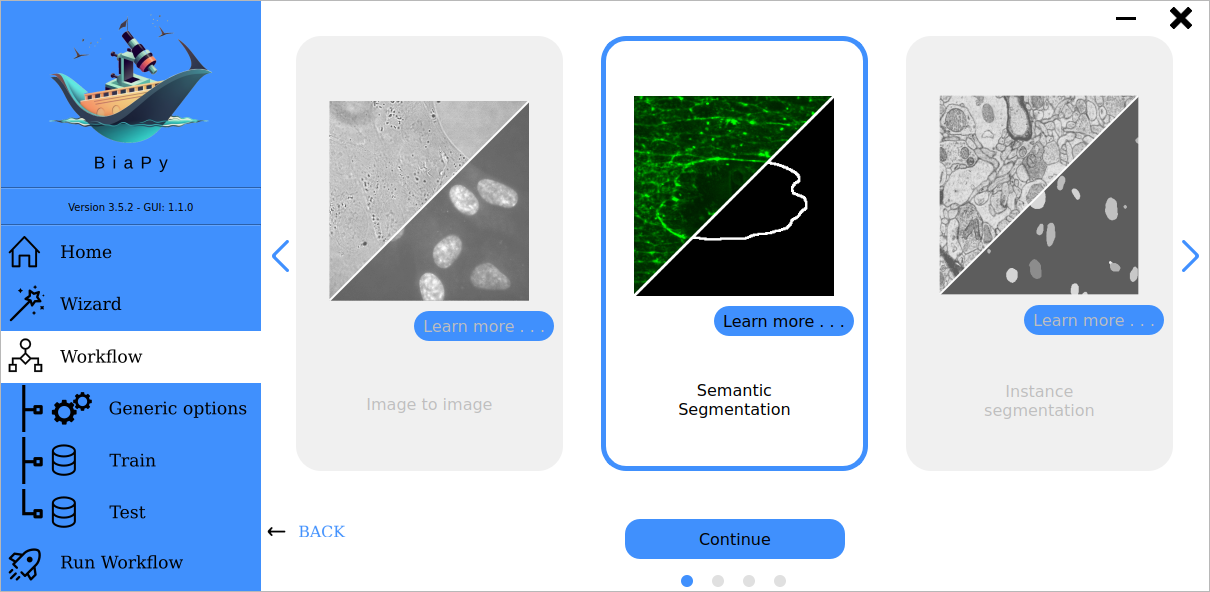 BiaPy
Version 3.5.2 - GUI: 1.1.0
Home
Wizard
Workflow
Generic options
Train
Test
Run Workflow
Learn more . . .
Image to image
Learn more . . .
Semantic
Segmentation
Learn more . . .
Instance
segmentation
BACK
Continue